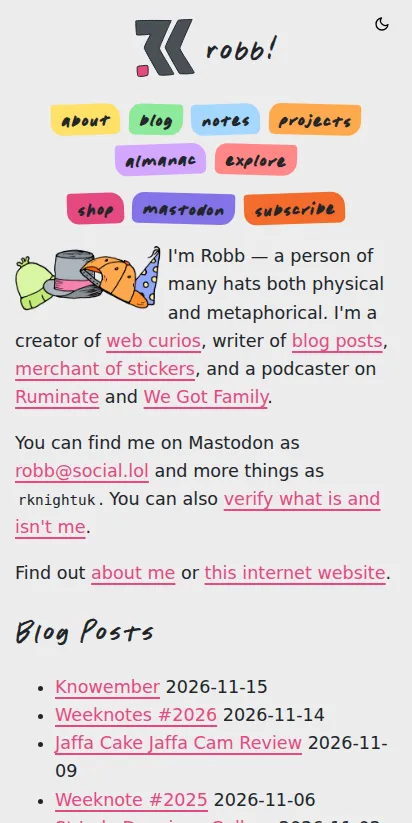 robb!
about blog notes projects
almanac explore
shop mastodon subscribe
I'm Robb — a person of
many hats both physical
and metaphorical. I'm a
creator of web curios, writer of blog posts,
merchant of stickers, and a podcaster on
Ruminate and We Got Family.
You can find me on Mastodon as
robb@social.lol and more things as
rknightuk. You can also verify what is and
isn't me.
Find out about me or this internet website.
Blog Posts
Knowember 2026-11-15
Weeknotes #2026 2026-11-14
Jaffa Cake Jaffa Cam Review 2026-11-
09
Weeknote #2025 2026-11-06